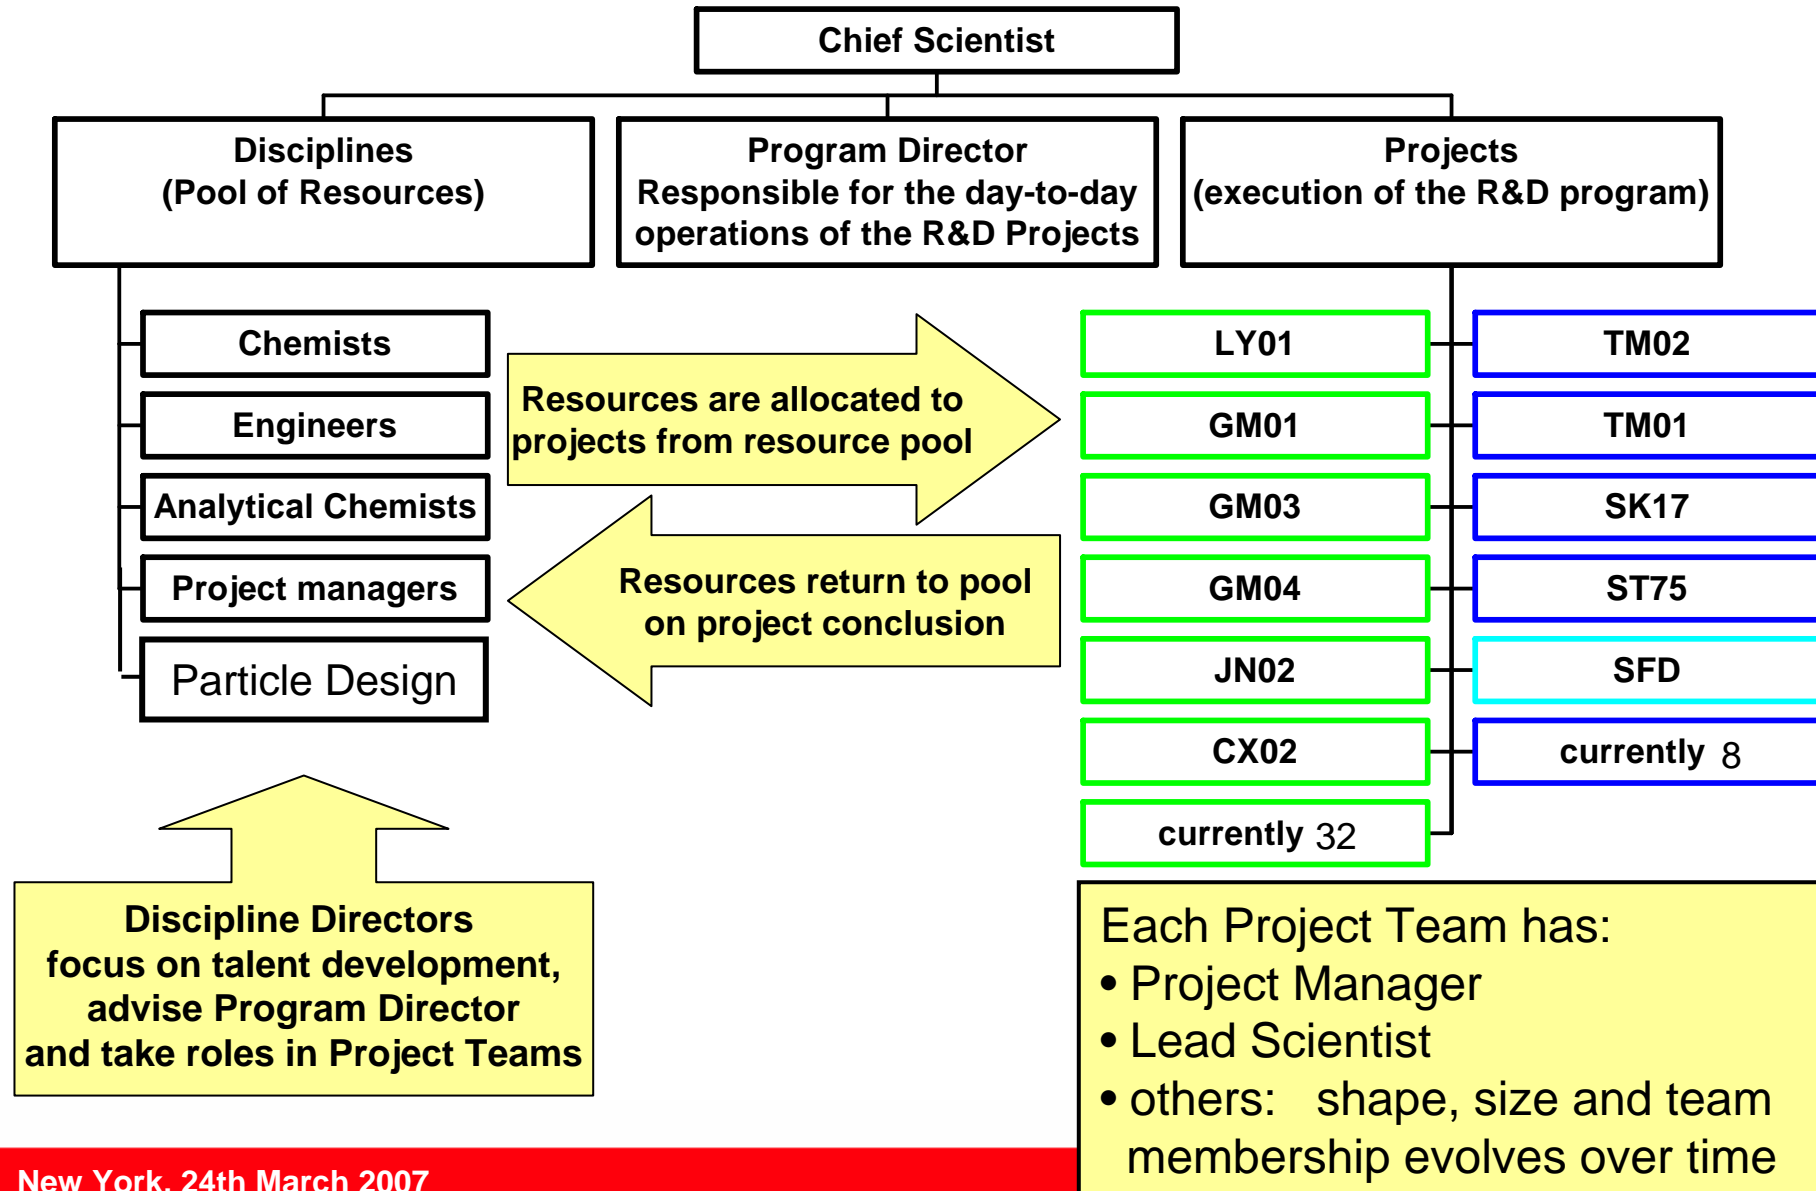 Chief Scientist
Disciplines
(Pool of Resources)
Program Director
Responsible for the day-to-day
operations of the R&D Projects
Projects
(execution of the R&D program)
Chemists
Engineers
Analytical Chemists
Project managers
Particle Design
Resources are allocated to
projects from resource pool
Resources return to pool
on project conclusion
LY01
GM01
GM03
GM04
JN02
CX02
currently 32
TM02
TM01
SK17
ST75
SFD
currently 8
Discipline Directors
focus on talent development,
advise Program Director
and take roles in Project Teams
Each Project Team has:
• Project Manager
• Lead Scientist
• others: shape, size and team
membership evolves over time
New York, 24th March 2007